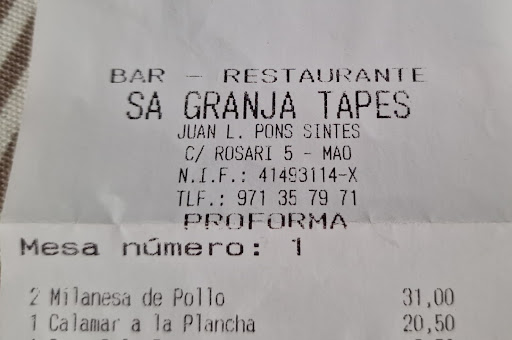 BAR - RESTAURANTE
SA GRANJA TAPES
JUAN L. PONS SINTES
C/ ROSARI 5 - MAO
N.I.F.: 41493114-X
TLF.: 971 35 79 71
PROFORMA
Mesa número: 1
2 Milanesa de Pollo 31,00
1 Calamar a la Plancha 20,50